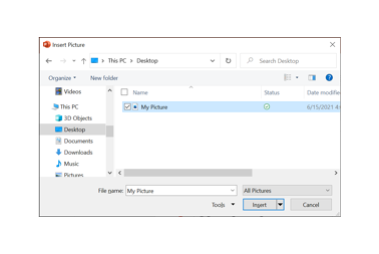 Insert Picture
This PC > Desktop
Search Desktop
Organize
New folder
Name
Status
Date modifie
Videos
This PC
3D Objects
Desktop
Documents
Downloads
Music
Pictures
My Picture
6/15/2021 4:
File name: My Picture
All Pictures
Tools
Insert
Cancel